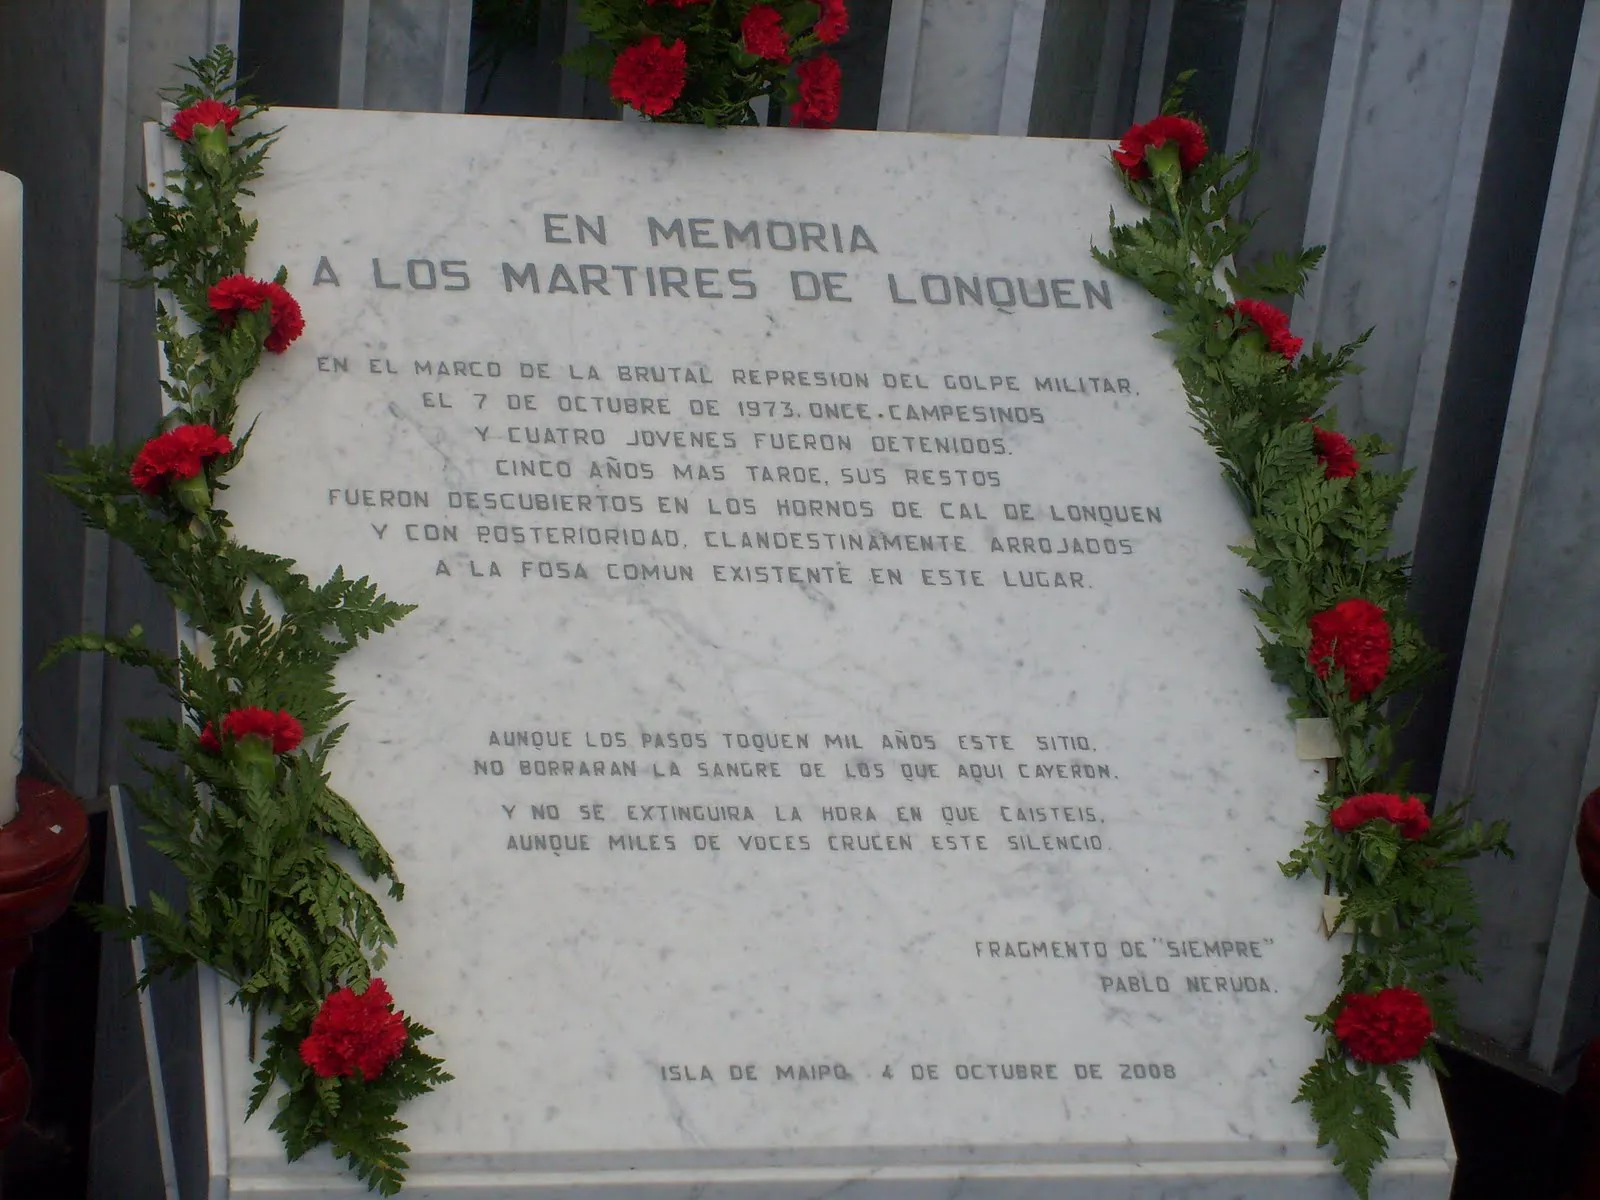 EN MEMORIA
A LOS MARTIRES DE LONQUEN
EN EL MARCO DE LA BRUTAL REPRESION DEL GOLPE MILITAR,
EL 7 DE OCTUBRE DE 1973, ONCE CAMPESINOS
Y CUATRO JOVENES FUERON DETENIDOS.
CINCO AÑOS MAS TARDE, SUS RESTOS
FUERON DESCUBIERTOS EN LOS HORNOS DE CAL DE LONQUEN
Y CON POSTERIORIDAD, CLANDESTINAMENTE ARROJADOS
A LA FOSA COMUN EXISTENTE EN ESTE LUGAR.
AUNQUE LOS PASOS TOQUEN MIL AÑOS ESTE SITIO,
NO BORRARAN LA SANGRE DE LOS QUE AQUI CAYERON.
Y NO SE EXTINGUIRA LA HORA EN QUE CAISTEIS,
AUNQUE MILES DE VOCES CRUCEN ESTE SILENCIO.
FRAGMENTO DE "SIEMPRE"
PABLO NERUDA.
ISLA DE MAIPO 4 DE OCTUBRE DE 2008